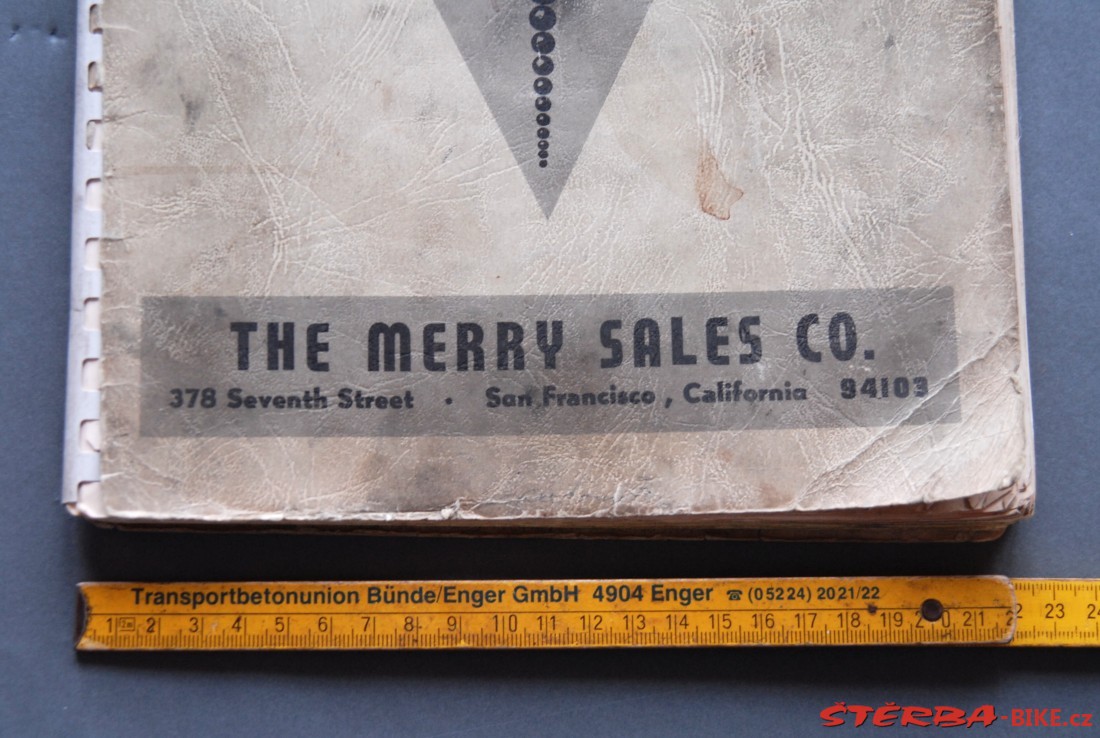 THE MERRY SALES CO.
378 Seventh Street · San Francisco, California 94103
Transportbetonunion Bünde/Enger GmbH 4904 Enger ☎ (05224) 2021/22
1 2 3 4 5 6 7 8 9 10 11 12 13 14 15 16 17 18 19 20 21 22 23 24
ŠTĚRBA-BIKE.cz